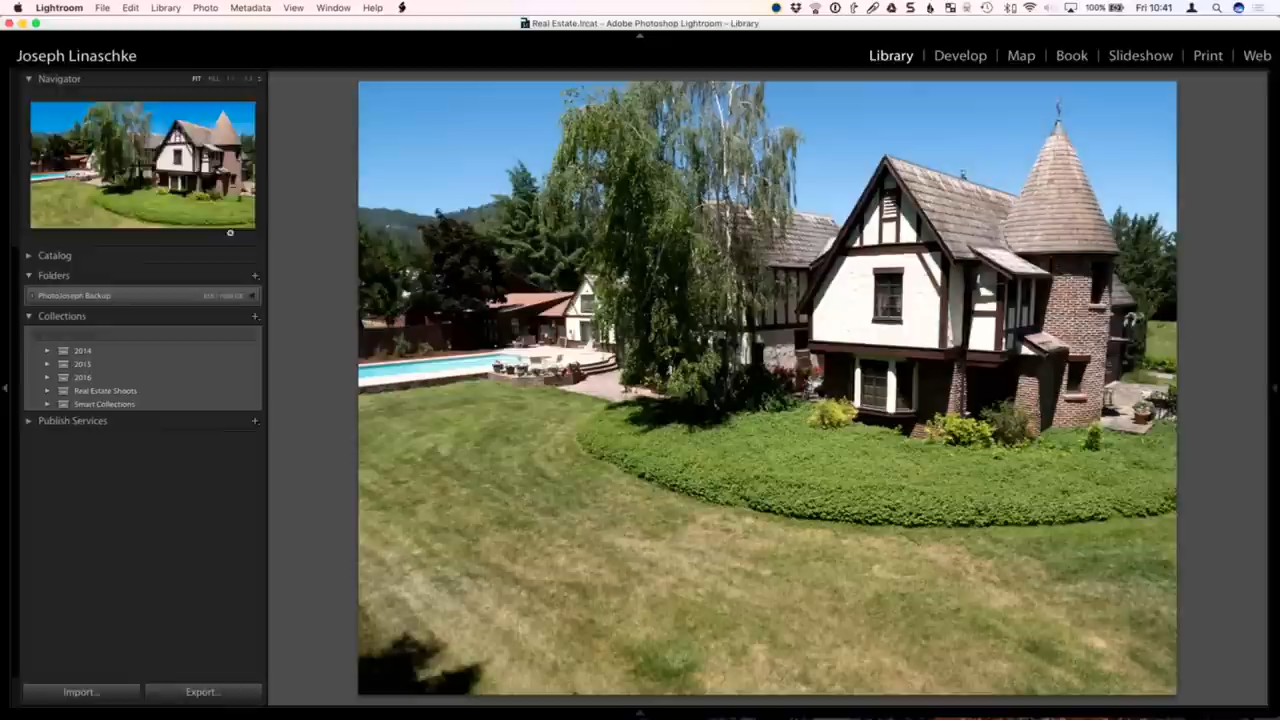 Lightroom File Edit Library Photo Metadata View Window Help 100% Fri 10:41
Real Estate.lrcat - Adobe Photoshop Lightroom - Library
Joseph Linaschke
Library | Develop | Map | Book | Slideshow | Print | Web
Navigator FIT FILL
Catalog
Folders +
PhotoJoseph Backup
Collections +
2014
2015
2016
Real Estate Shoots
Smart Collections
Publish Services +
Import...
Export...